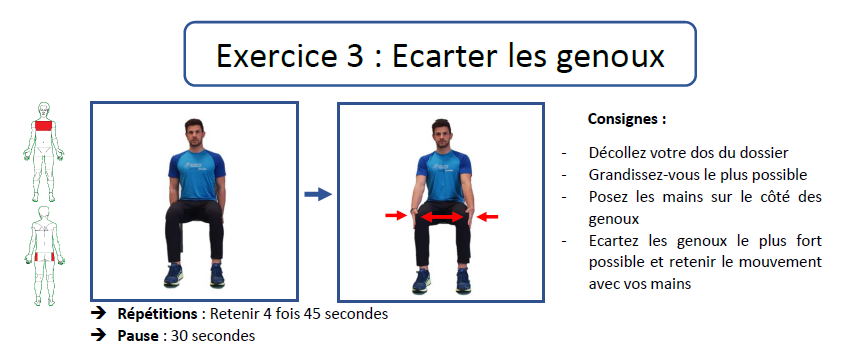 Exercice 3 : Ecarter les genoux
Consignes :
- Décollez votre dos du dossier
- Grandissez-vous le plus possible
- Posez les mains sur le côté des
genoux
- Ecartez les genoux le plus fort
possible et retenir le mouvement
avec vos mains
➔ Répétitions : Retenir 4 fois 45 secondes
➔ Pause : 30 secondes